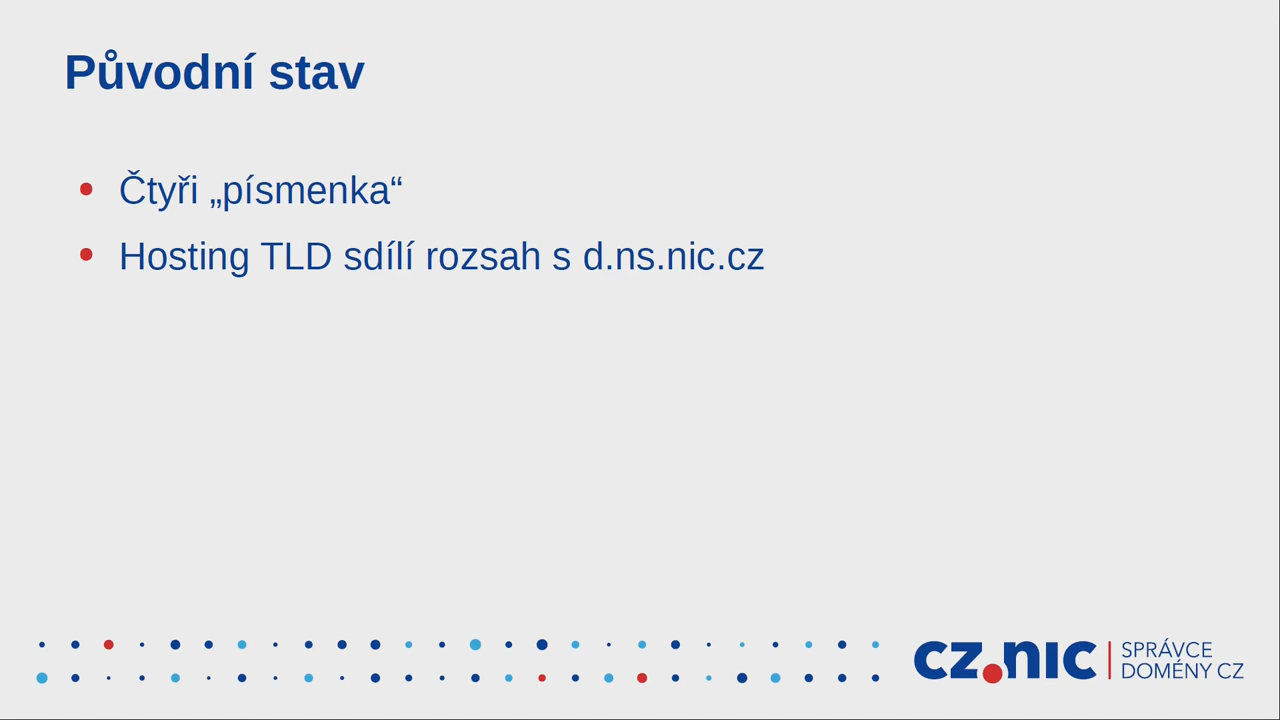 Původní stav
Čtyři „písmenka“
Hosting TLD sdílí rozsah s d.ns.nic.cz
cz.nic
SPRÁVCE
DOMÉNY CZ